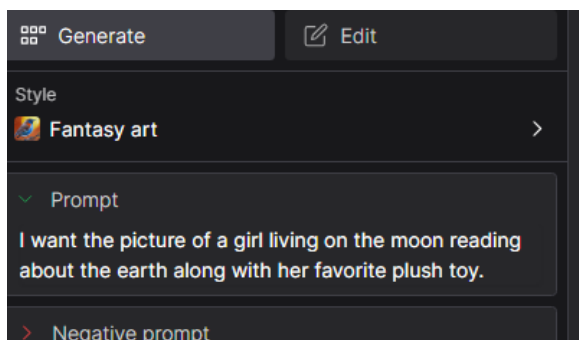 Generate
Edit
Style
Fantasy art
Prompt
I want the picture of a girl living on the moon reading
about the earth along with her favorite plush toy.
Negative prompt